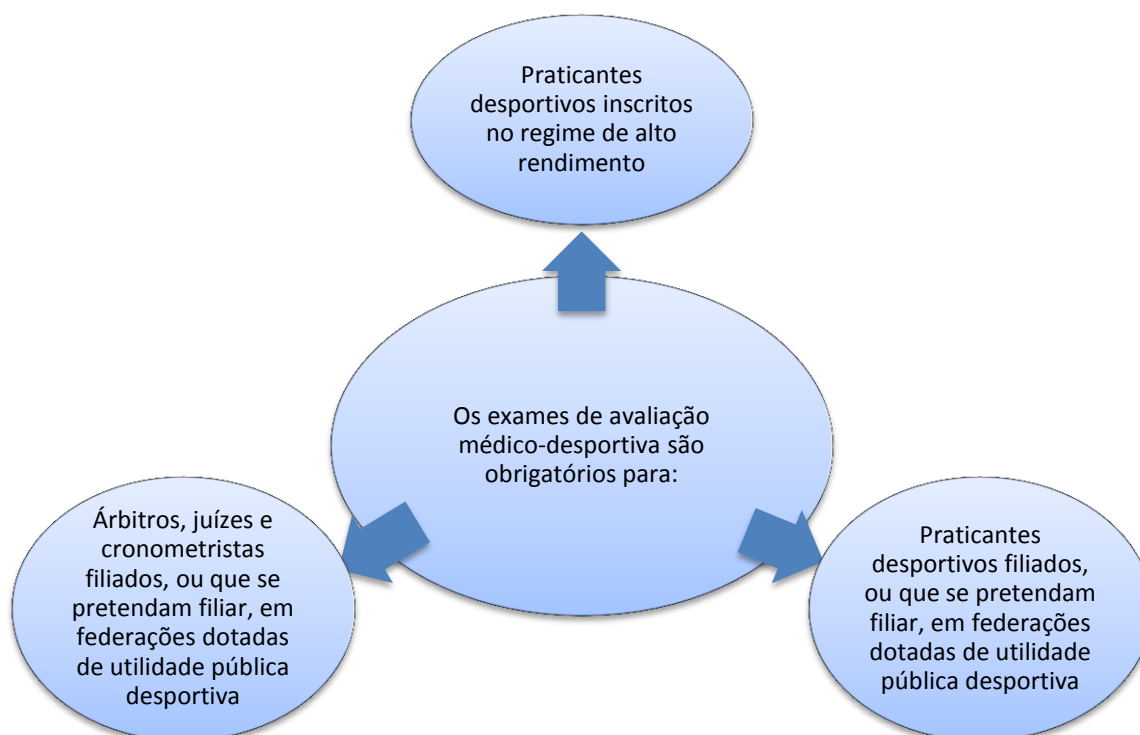 Praticantes
desportivos inscritos
no regime de alto
rendimento
Os exames de avaliação
médico-desportiva são
obrigatórios para:
Árbitros, juízes e
cronometristas
filiados, ou que se
pretendam filiar, em
federações dotadas
de utilidade pública
desportiva
Praticantes
desportivos filiados,
ou que se pretendam
filiar, em federações
dotadas de utilidade
pública desportiva